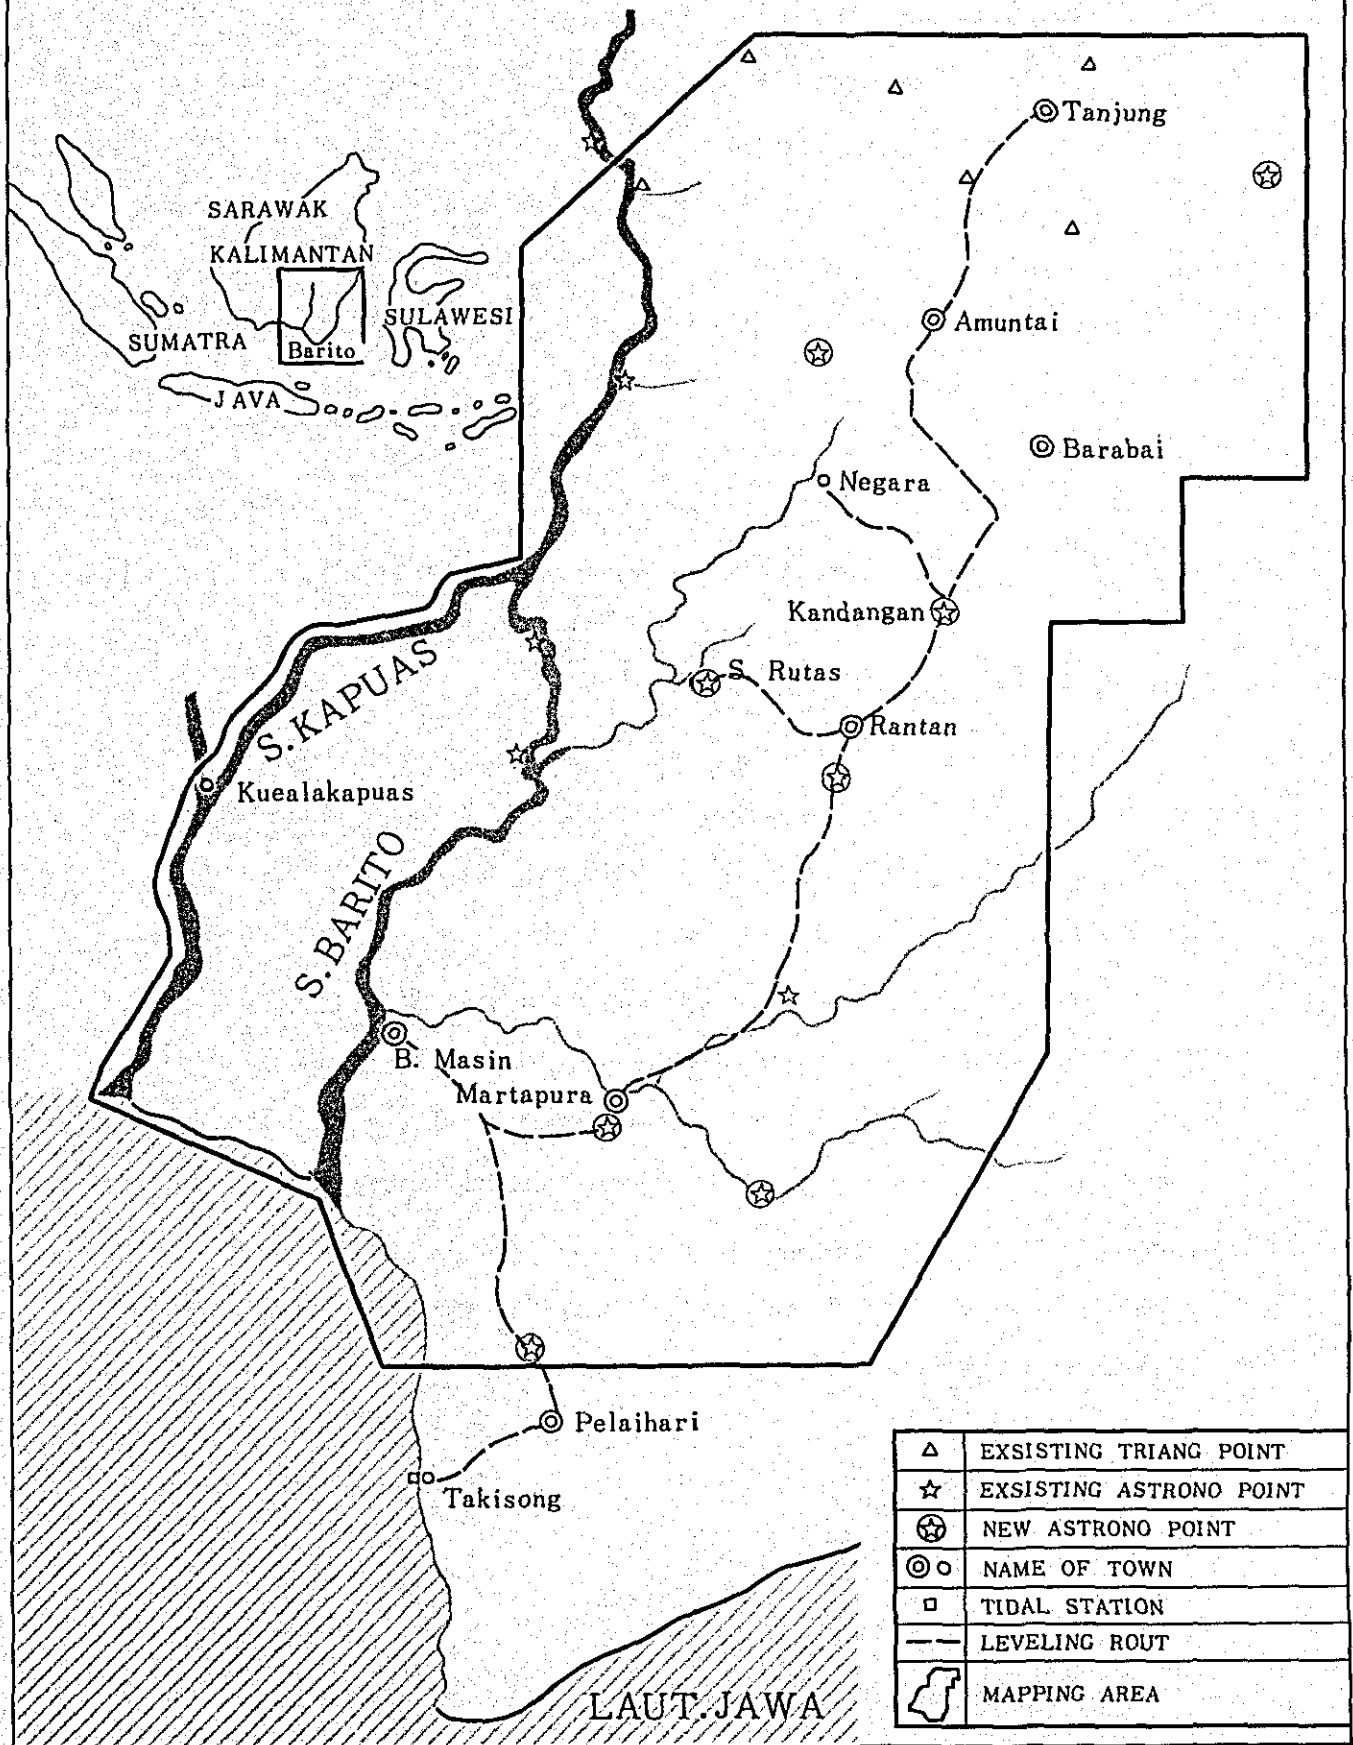 Tanjung
SARAWAK
KALIMANTAN
SULAWESI
SUMATRA
Barito
JAVA
Amuntai
Barabai
Negara
Kandangan
S. Rutas
Rantan
S. KAPUAS
Kuealakapuas
S. BARITO
B. Masin
Martapura
Pelaihari
Takisong
LAUT. JAWA
EXSISTING TRIANG POINT
EXSISTING ASTRONO POINT
NEW ASTRONO POINT
NAME OF TOWN
TIDAL STATION
LEVELING ROUT
MAPPING AREA